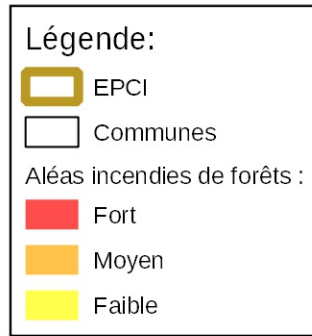 Légende:
EPCI
Communes
Aléas incendies de forêts :
Fort
Moyen
Faible